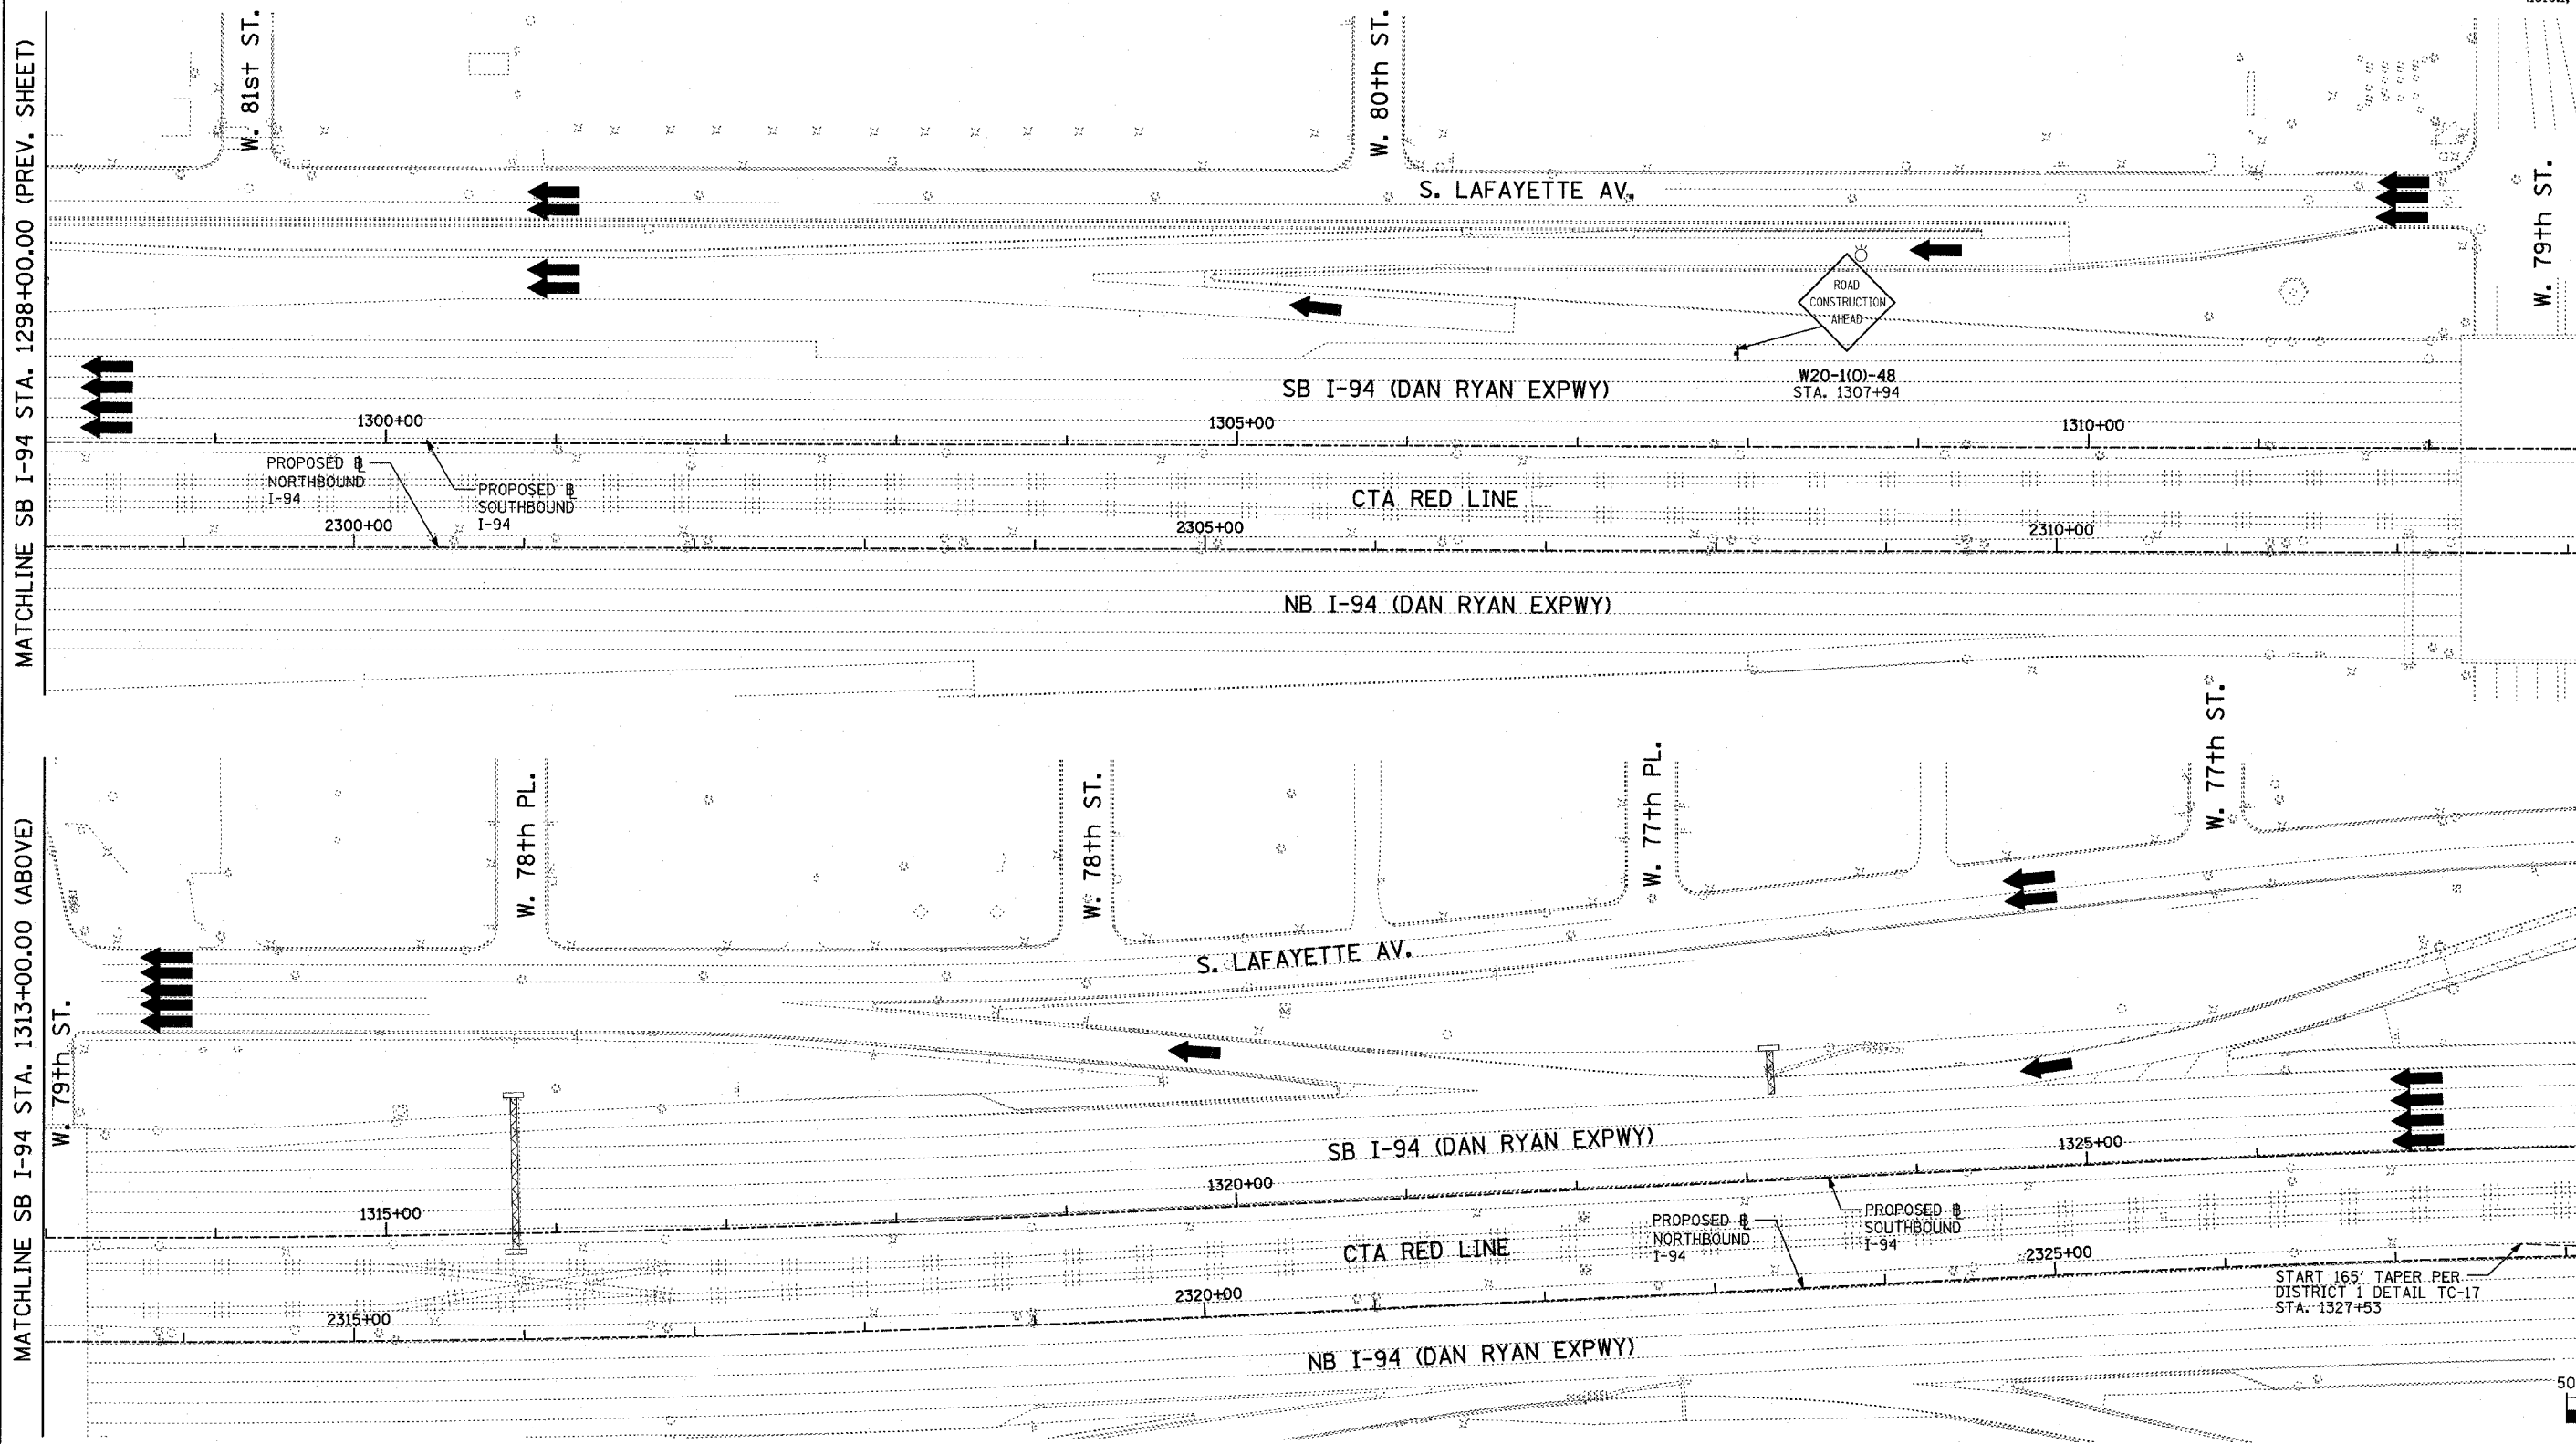 MATCHLINE SB I-94 STA. 1298+00.00 (PREV. SHEET)
W. 81st ST.
W. 80th ST.
W. 79th ST.
S. LAFAYETTE AV.
ROAD
CONSTRUCTION
AHEAD
W20-1(O)-48
STA. 1307+94
SB I-94 (DAN RYAN EXPWY)
1300+00
1305+00
1310+00
PROPOSED BL
NORTHBOUND
I-94
PROPOSED BL
SOUTHBOUND
I-94
CTA RED LINE
2300+00
2305+00
2310+00
NB I-94 (DAN RYAN EXPWY)
MATCHLINE SB I-94 STA. 1313+00.00 (ABOVE)
W. 79th ST.
W. 78th PL.
W. 78th ST.
W. 77th PL.
W. 77th ST.
S. LAFAYETTE AV.
SB I-94 (DAN RYAN EXPWY)
1315+00
1320+00
1325+00
PROPOSED BL
NORTHBOUND
I-94
PROPOSED BL
SOUTHBOUND
I-94
CTA RED LINE
2315+00
2320+00
2325+00
START 165' TAPER PER
DISTRICT 1 DETAIL TC-17
STA. 1327+53
NB I-94 (DAN RYAN EXPWY)
50